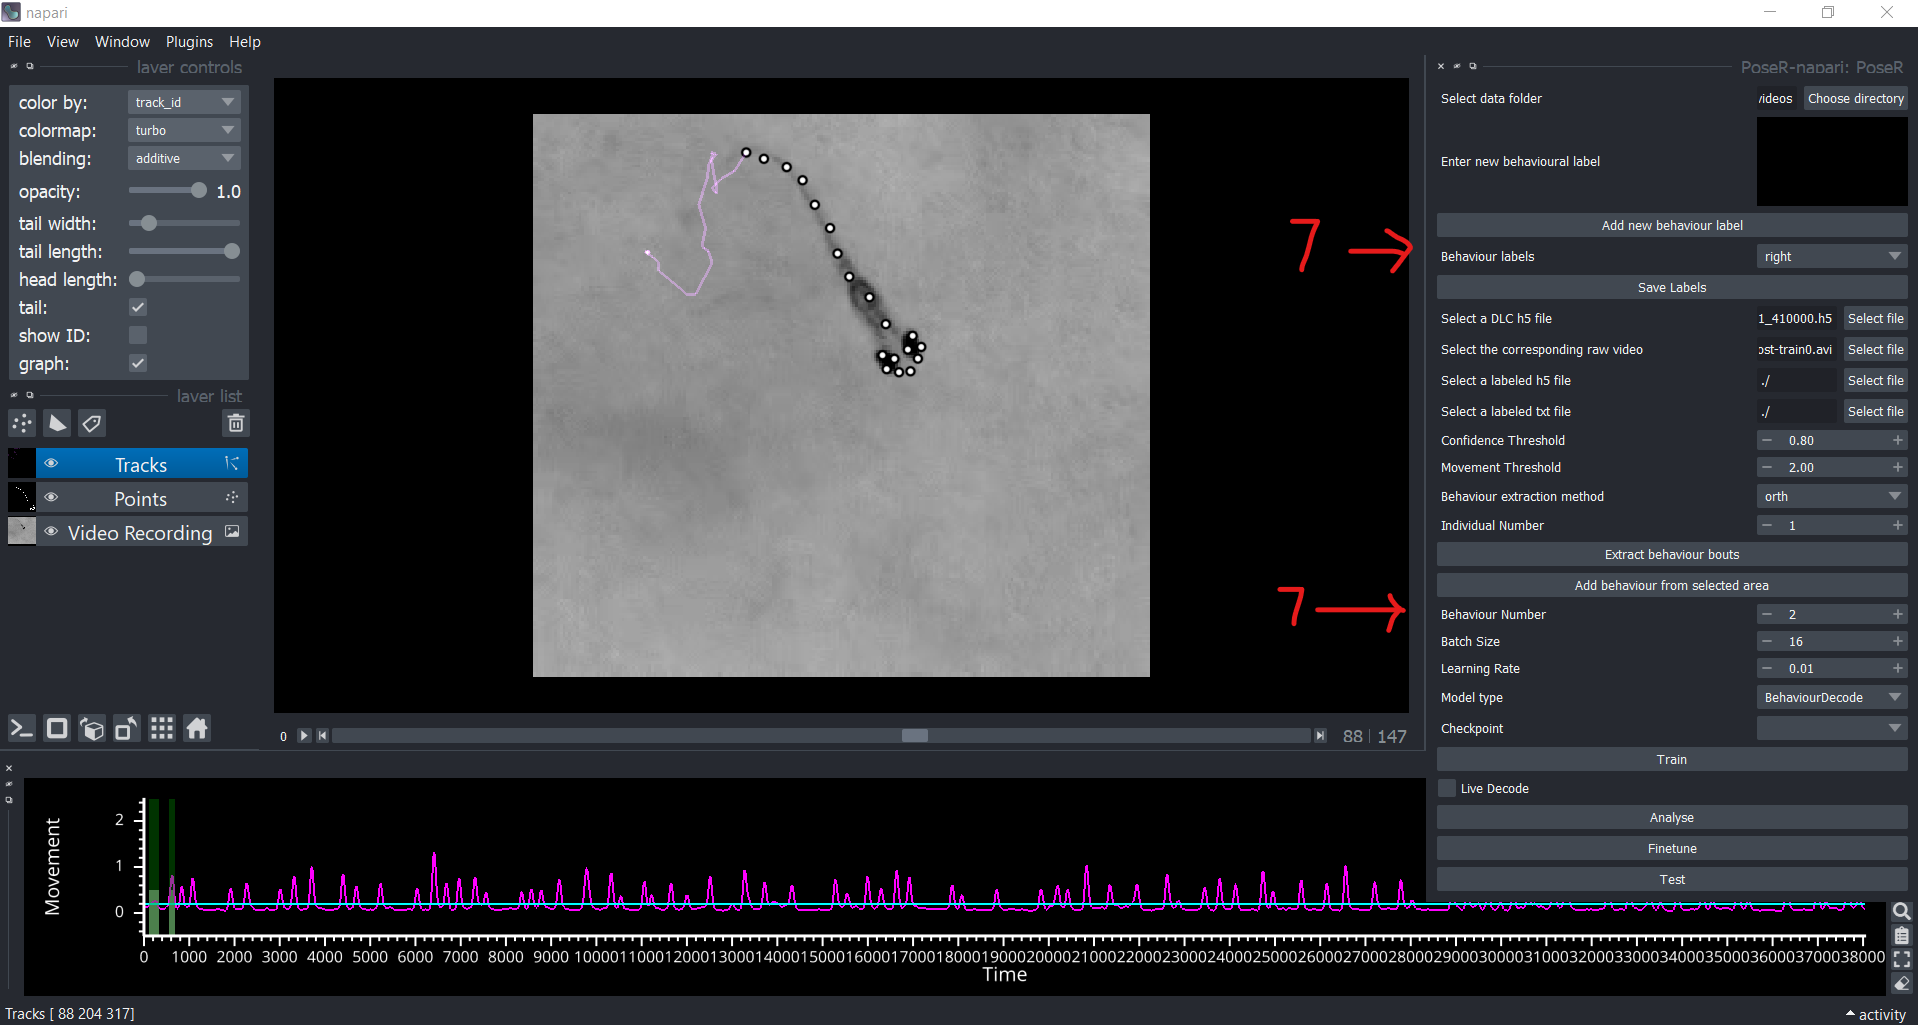 napari
File View Window Plugins Help
layer controls
color by: track_id
colormap: turbo
blending: additive
opacity: 1.0
tail width:
tail length:
head length:
tail:
show ID:
graph:
layer list
Tracks
Points
Video Recording
7
7
0 88 147
PoseR-napari: PoseR
Select data folder videos Choose directory
Enter new behavioural label
Add new behaviour label
Behaviour labels right
Save Labels
Select a DLC h5 file 1_410000.h5 Select file
Select the corresponding raw video ost-train0.avi Select file
Select a labeled h5 file ./ Select file
Select a labeled txt file ./ Select file
Confidence Threshold 0.80
Movement Threshold 2.00
Behaviour extraction method orth
Individual Number 1
Extract behaviour bouts
Add behaviour from selected area
Behaviour Number 2
Batch Size 16
Learning Rate 0.01
Model type BehaviourDecode
Checkpoint
Train
Live Decode
Analyse
Finetune
Test
Movement
2
1
0
0 1000 2000 3000 4000 5000 6000 7000 8000 9000 10000 11000 12000 13000 14000 15000 16000 17000 18000 19000 20000 21000 22000 23000 24000 25000 26000 27000 28000 29000 30000 31000 32000 33000 34000 35000 36000 37000 38000
Time
Tracks [ 88 204 317]
activity